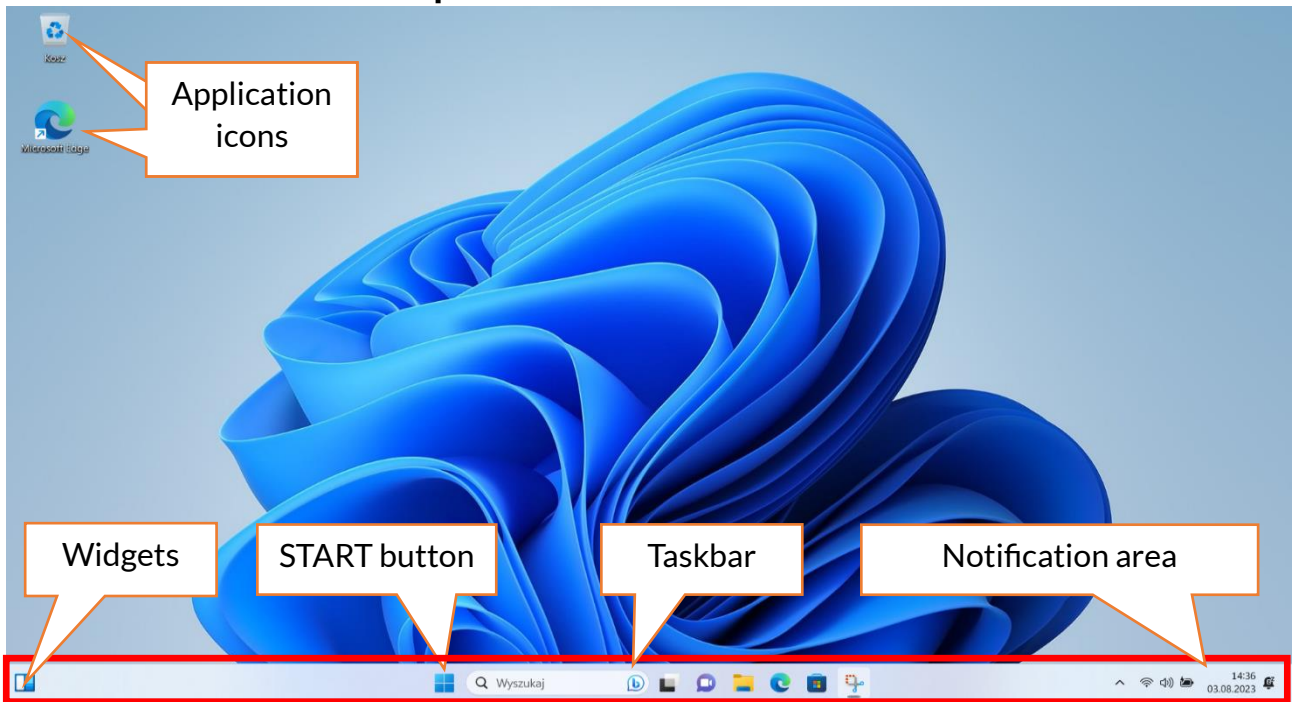 Kosz
Microsoft Edge
Application
icons
Widgets
START button
Taskbar
Notification area
Wyszukaj
14:36
03.08.2023